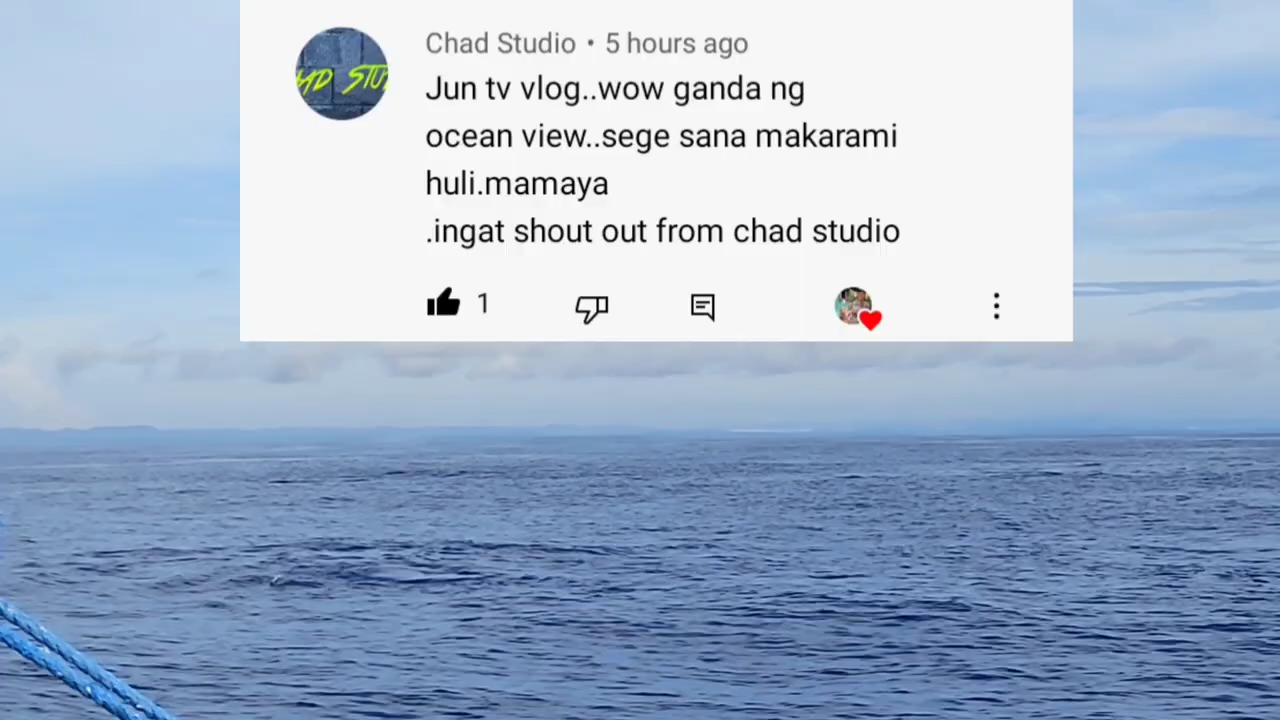 Chad Studio • 5 hours ago
Jun tv vlog..wow ganda ng
ocean view..sege sana makarami
huli.mamaya
.ingat shout out from chad studio
1